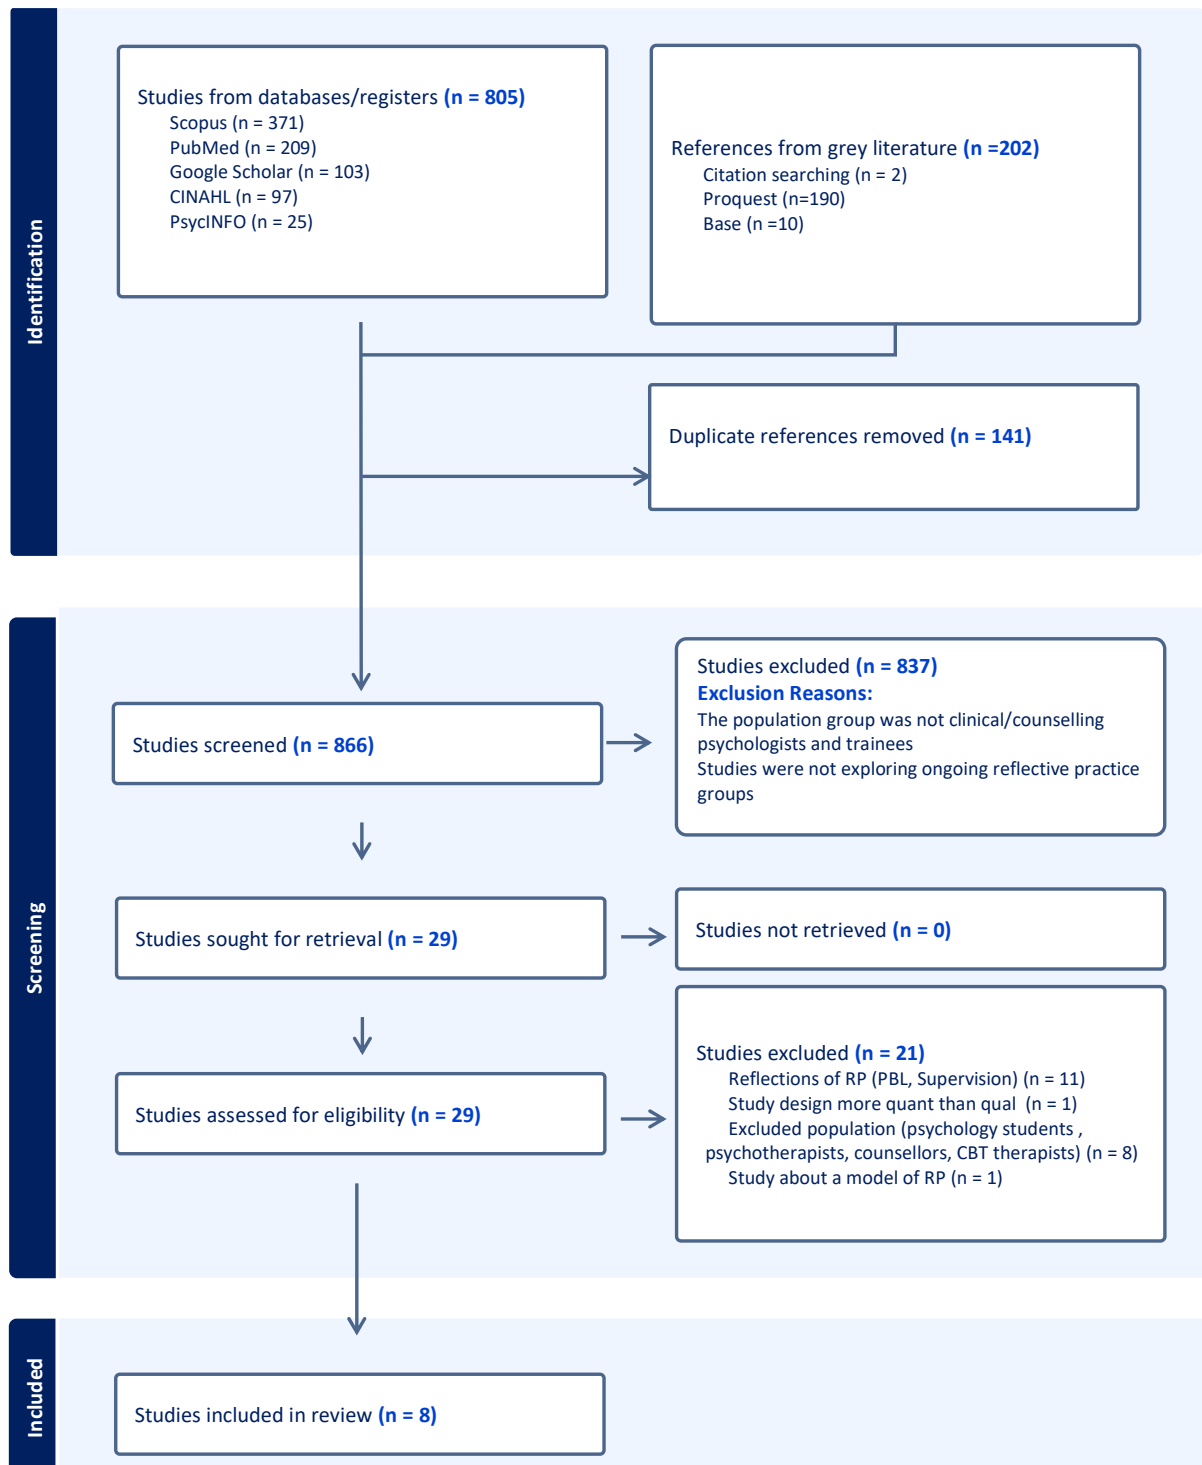 Identification
Studies from databases/registers (n = 805)
Scopus (n = 371)
PubMed (n = 209)
Google Scholar (n = 103)
CINAHL (n = 97)
PsycINFO (n = 25)
References from grey literature (n =202)
Citation searching (n = 2)
Proquest (n=190)
Base (n =10)
Duplicate references removed (n = 141)
Screening
Studies screened (n = 866)
Studies excluded (n = 837)
Exclusion Reasons:
The population group was not clinical/counselling
psychologists and trainees
Studies were not exploring ongoing reflective practice
groups
Studies sought for retrieval (n = 29)
Studies not retrieved (n = 0)
Studies assessed for eligibility (n = 29)
Studies excluded (n = 21)
Reflections of RP (PBL, Supervision) (n = 11)
Study design more quant than qual (n = 1)
Excluded population (psychology students ,
psychotherapists, counsellors, CBT therapists) (n = 8)
Study about a model of RP (n = 1)
Included
Studies included in review (n = 8)